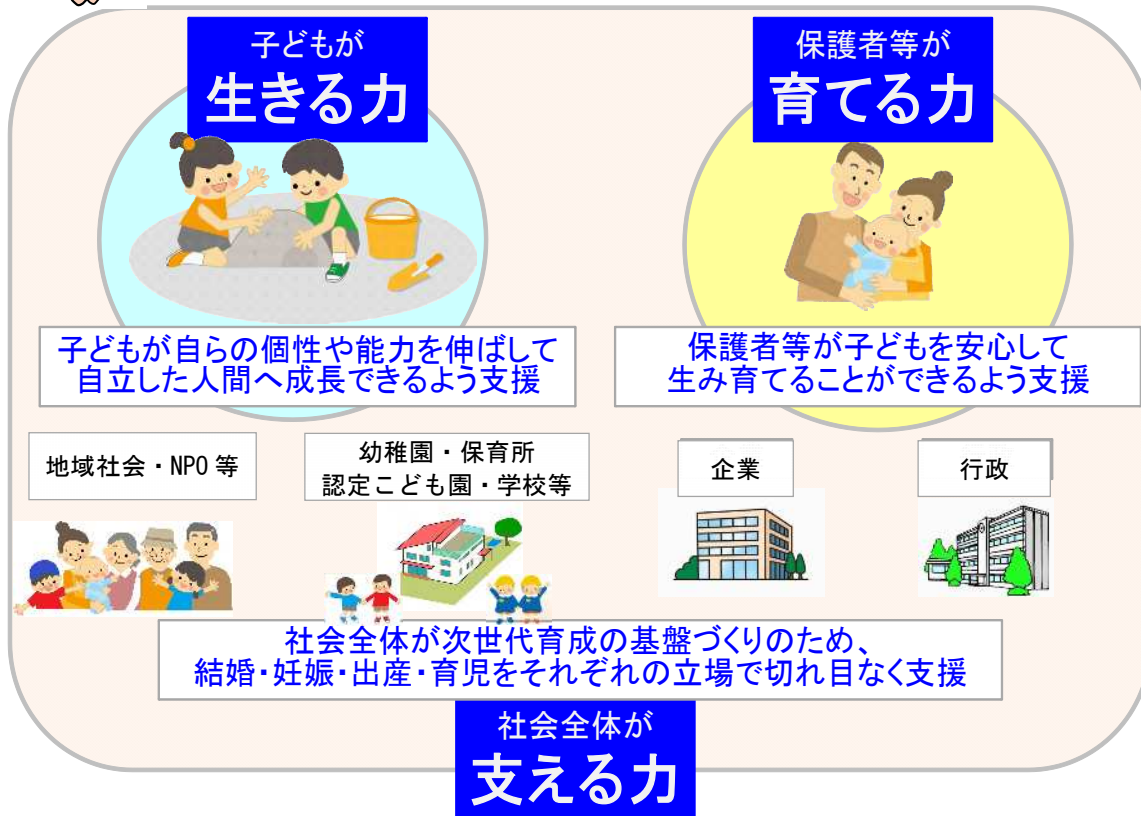 子どもが
生きる力
保護者等が
育てる力
子どもが自らの個性や能力を伸ばして
自立した人間へ成長できるよう支援
保護者等が子どもを安心して
生み育てることができるよう支援
地域社会・NPO 等
幼稚園・保育所
認定こども園・学校等
企業
行政
社会全体が次世代育成の基盤づくりのため、
結婚・妊娠・出産・育児をそれぞれの立場で切れ目なく支援
社会全体が
支える力